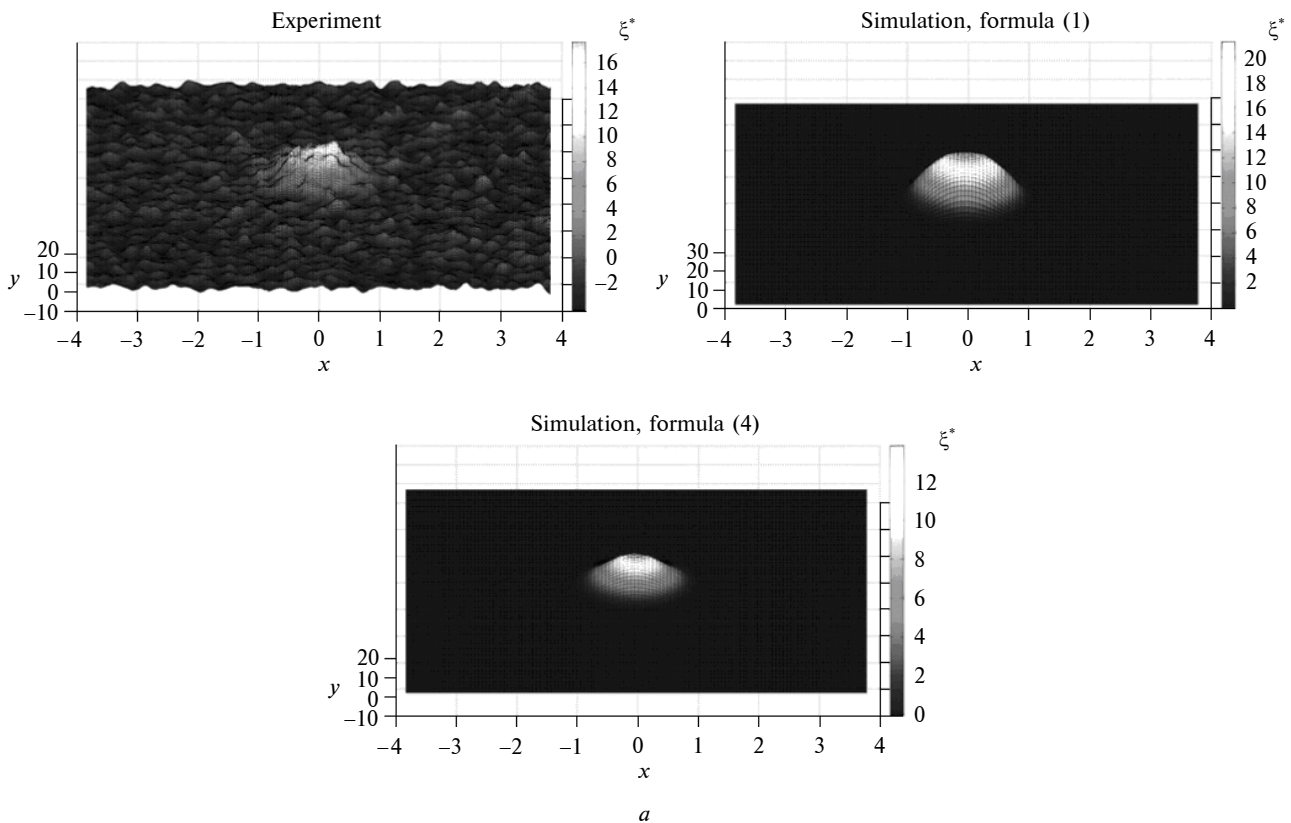 Experiment
ξ*
16
14
12
10
8
6
4
2
0
–2
20
10
0
–10
y
–4 –3 –2 –1 0 1 2 3 4
x
Simulation, formula (1)
ξ*
20
18
16
14
12
10
8
6
4
2
30
20
10
0
y
–4 –3 –2 –1 0 1 2 3 4
x
Simulation, formula (4)
ξ*
12
10
8
6
4
2
0
20
10
0
–10
y
–4 –3 –2 –1 0 1 2 3 4
x
a